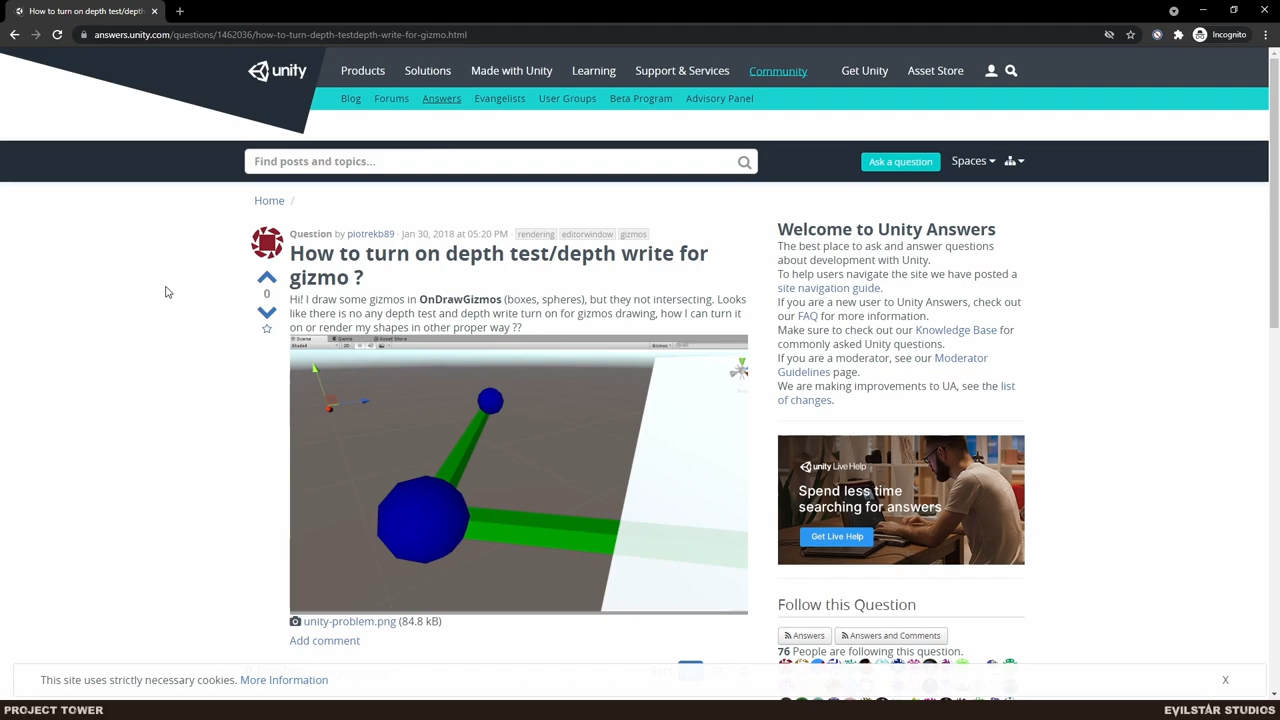 How to turn on depth test/depth
answers.unity.com/questions/1462036/how-to-turn-on-depth-testdepth-write-for-gizmo.html
Incognito
unity
Products Solutions Made with Unity Learning Support & Services Community Get Unity Asset Store
Blog Forums Answers Evangelists User Groups Beta Program Advisory Panel
Find posts and topics...
Ask a question
Spaces
Home /
Question by piotrekb89 · Jan 30, 2018 at 05:20 PM · rendering editorwindow gizmos
How to turn on depth test/depth write for
gizmo ?
0
Hi! I draw some gizmos in OnDrawGizmos (boxes, spheres), but they not intersecting. Looks
like there is no any depth test and depth write turn on for gizmos drawing, how I can turn it
on or render my shapes in other proper way ??
Scene Game Asset Store
Shaded 2D Gizmos
unity-problem.png (84.8 kB)
Add comment
Welcome to Unity Answers
The best place to ask and answer questions
about development with Unity.
To help users navigate the site we have posted a
site navigation guide.
If you are a new user to Unity Answers, check out
our FAQ for more information.
Make sure to check out our Knowledge Base for
commonly asked Unity questions.
If you are a moderator, see our Moderator
Guidelines page.
We are making improvements to UA, see the list
of changes.
unity Live Help
Spend less time
searching for answers
Get Live Help
Follow this Question
Answers Answers and Comments
76 People are following this question.
This site uses strictly necessary cookies. More Information
X
PROJECT TOWER
EVILSTAR STUDIOS